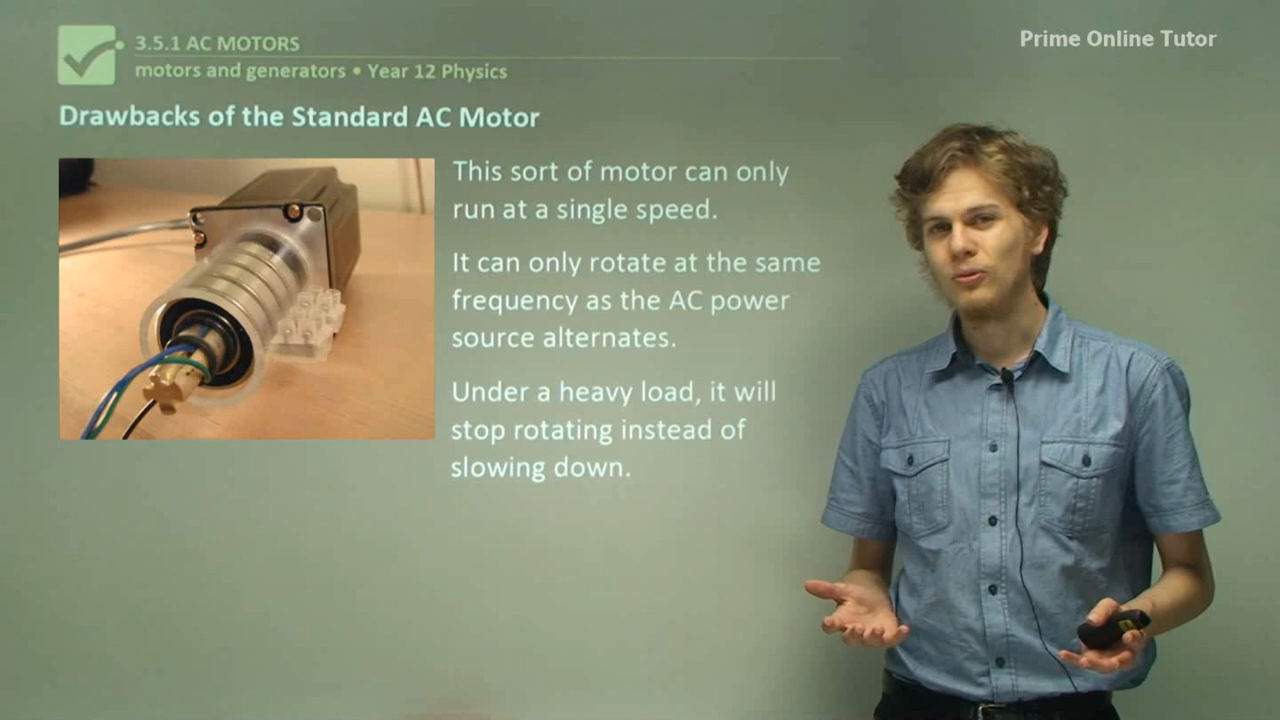 3.5.1 AC MOTORS
motors and generators • Year 12 Physics
Prime Online Tutor
Drawbacks of the Standard AC Motor
This sort of motor can only
run at a single speed.
It can only rotate at the same
frequency as the AC power
source alternates.
Under a heavy load, it will
stop rotating instead of
slowing down.